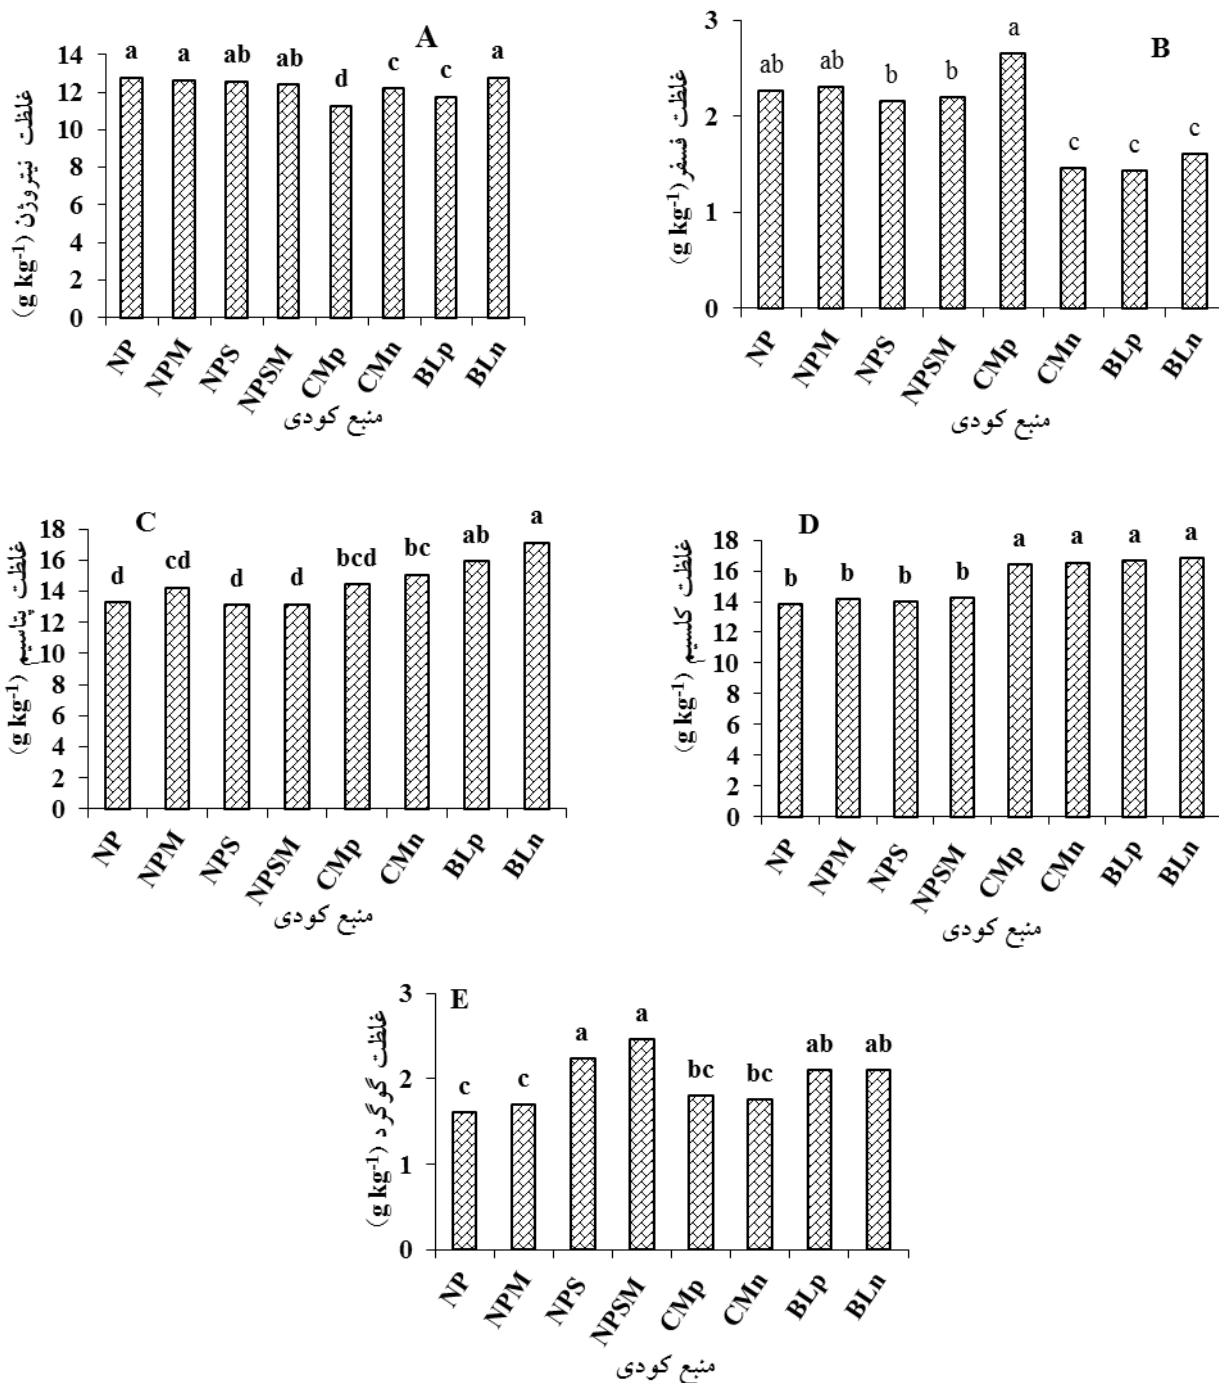 A
غلظت نیتروژن (g kg-1)
14
12
10
8
6
4
2
0
a a ab ab d c c a
NP NPM NPS NPSM CMp CMn BLp BLn
منبع کودی
B
غلظت فسفر (g kg-1)
3
2
1
0
ab ab b b a c c c
NP NPM NPS NPSM CMp CMn BLp BLn
منبع کودی
C
غلظت پتاسیم (g kg-1)
18
16
14
12
10
8
6
4
2
0
d cd d d bcd bc ab a
NP NPM NPS NPSM CMp CMn BLp BLn
منبع کودی
D
غلظت کلسیم (g kg-1)
18
16
14
12
10
8
6
4
2
0
b b b b a a a a
NP NPM NPS NPSM CMp CMn BLp BLn
منبع کودی
E
غلظت گوگرد (g kg-1)
3
2
1
0
c c a a bc bc ab ab
NP NPM NPS NPSM CMp CMn BLp BLn
منبع کودی